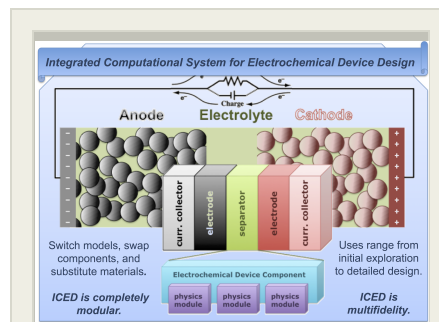 Integrated Computational System for Electrochemical Device Design
e⁻
e⁻
e⁻
e⁻
Charge
Anode
Electrolyte
Cathode
curr. collector
electrode
separator
electrode
curr. collector
Switch models, swap
components, and
substitute materials.
ICED is completely
modular.
Electrochemical Device Component
physics
module
physics
module
physics
module
Uses range from
initial exploration
to detailed design.
ICED is
multifidelity.